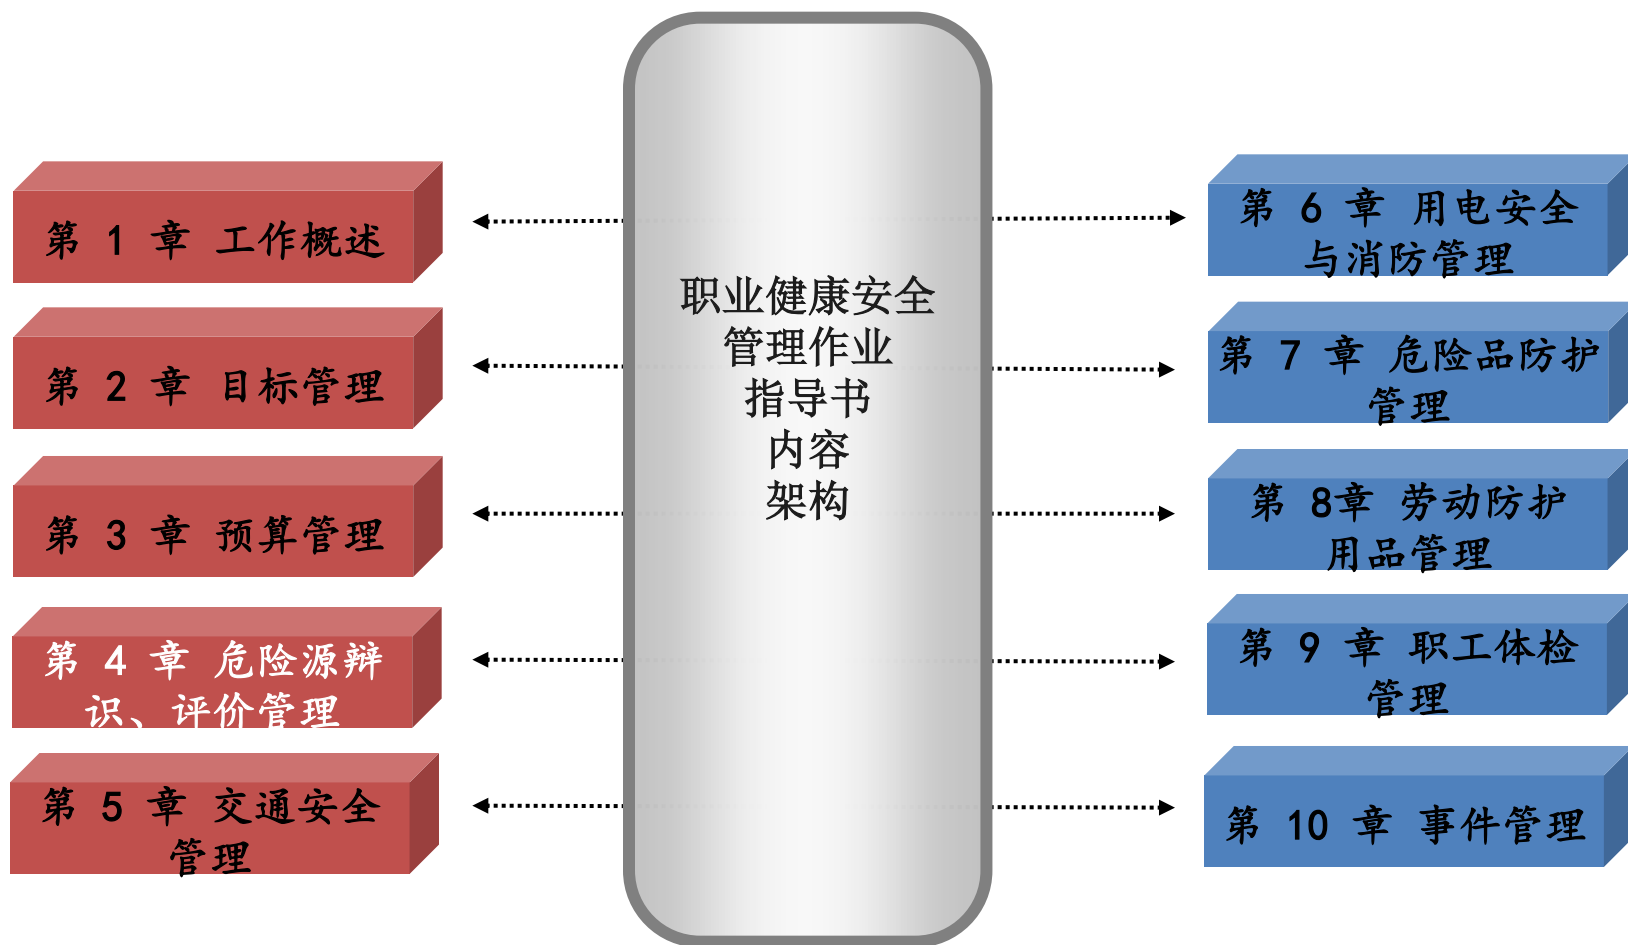 第 1 章 工作概述
第 2 章 目标管理
第 3 章 预算管理
第 4 章 危险源辩
识、评价管理
第 5 章 交通安全
管理
职业健康安全
管理作业
指导书
内容
架构
第 6 章 用电安全
与消防管理
第 7 章 危险品防护
管理
第 8章 劳动防护
用品管理
第 9 章 职工体检
管理
第 10 章 事件管理